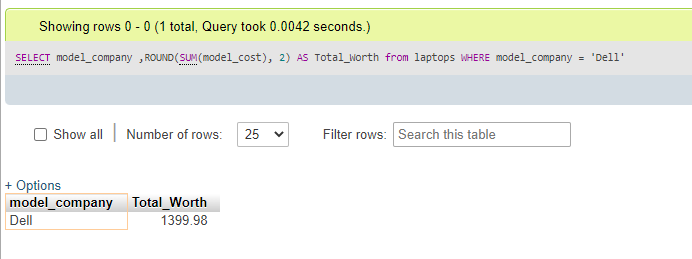 Showing rows 0 - 0 (1 total, Query took 0.0042 seconds.)
SELECT model_company ,ROUND(SUM(model_cost), 2) AS Total_Worth from laptops WHERE model_company = 'Dell'
Show all | Number of rows: 25 Filter rows: Search this table
+ Options
model_company Total_Worth
Dell 1399.98